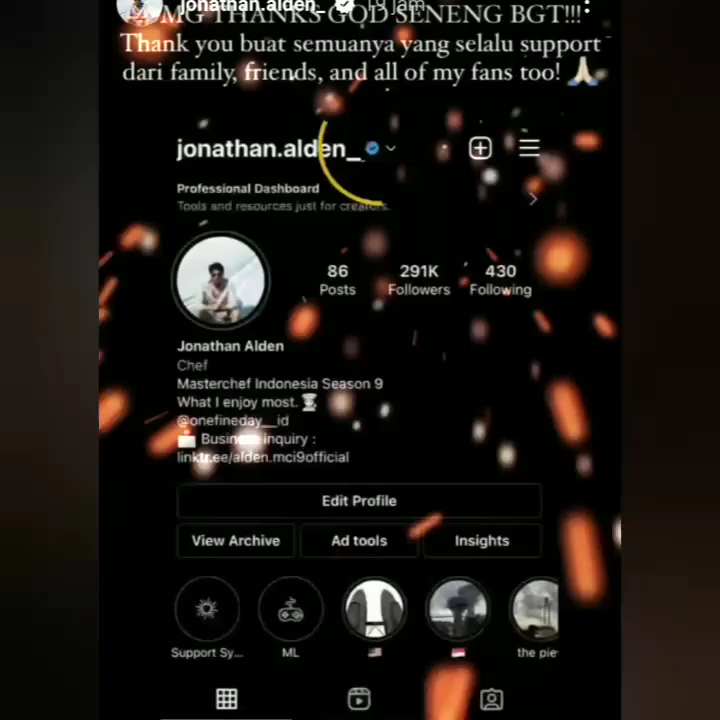 jonathan.alden_ 19 jam
OMG THANKS GOD SENENG BGT!!!
Thank you buat semuanya yang selalu support
dari family, friends, and all of my fans too! 🙏🏻
jonathan.alden_
Professional Dashboard
Tools and resources just for creators.
86 291K 430
Posts Followers Following
Jonathan Alden
Chef
Masterchef Indonesia Season 9
What I enjoy most.
@onefineday__id
Business inquiry :
linktr.ee/alden.mci9official
Edit Profile
View Archive Ad tools Insights
Support Sy... ML 🇺🇸 🇮🇩 the pie